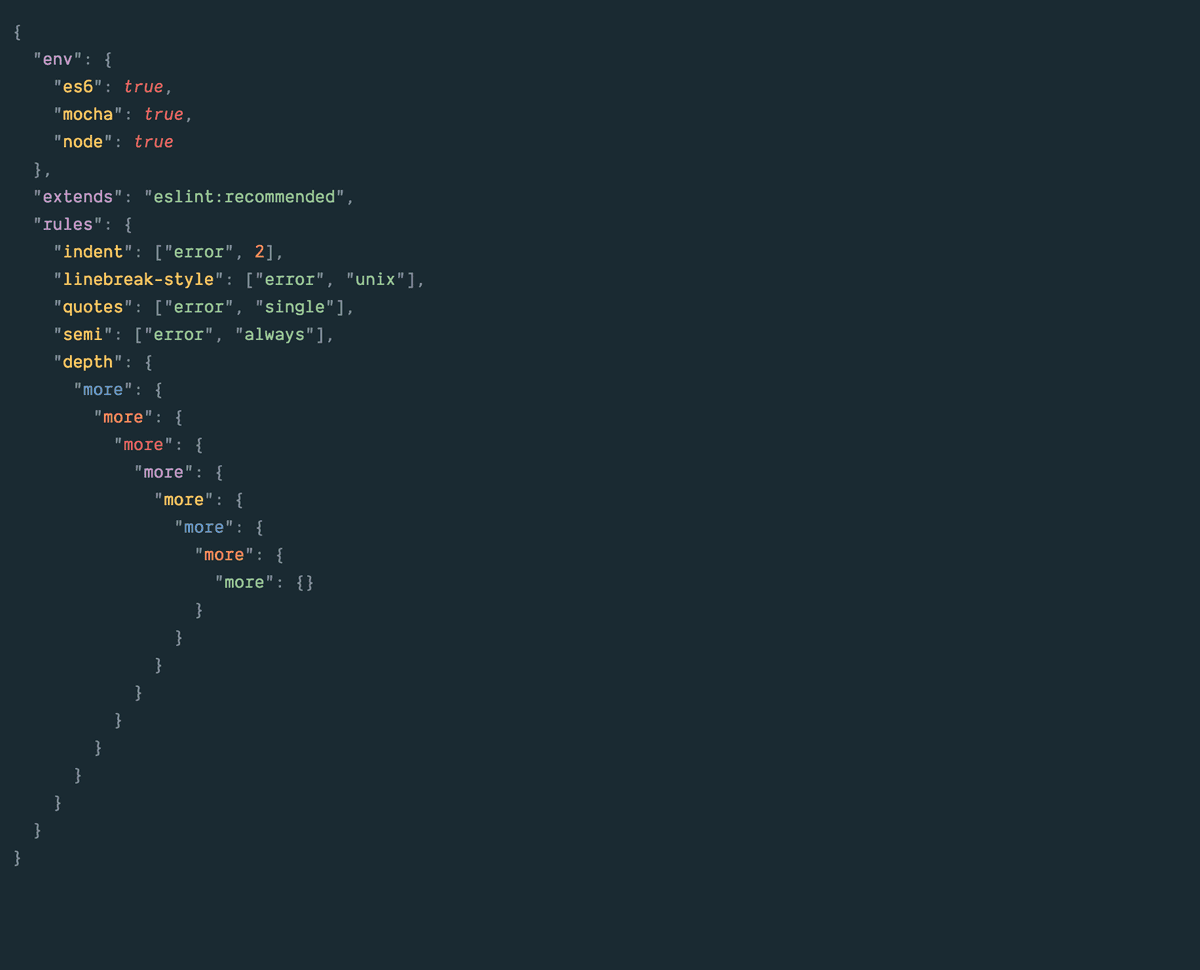 {
  "env": {
    "es6": true,
    "mocha": true,
    "node": true
  },
  "extends": "eslint:recommended",
  "rules": {
    "indent": ["error", 2],
    "linebreak-style": ["error", "unix"],
    "quotes": ["error", "single"],
    "semi": ["error", "always"],
    "depth": {
      "more": {
        "more": {
          "more": {
            "more": {
              "more": {
                "more": {
                  "more": {
                    "more": {}
                  }
                }
              }
            }
          }
        }
      }
    }
  }
}